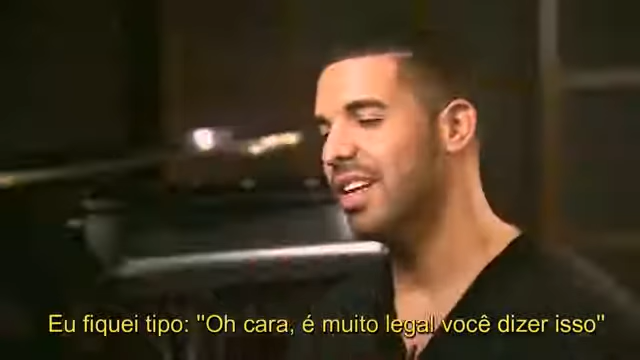 Eu fiquei tipo: "Oh cara, é muito legal você dizer isso"